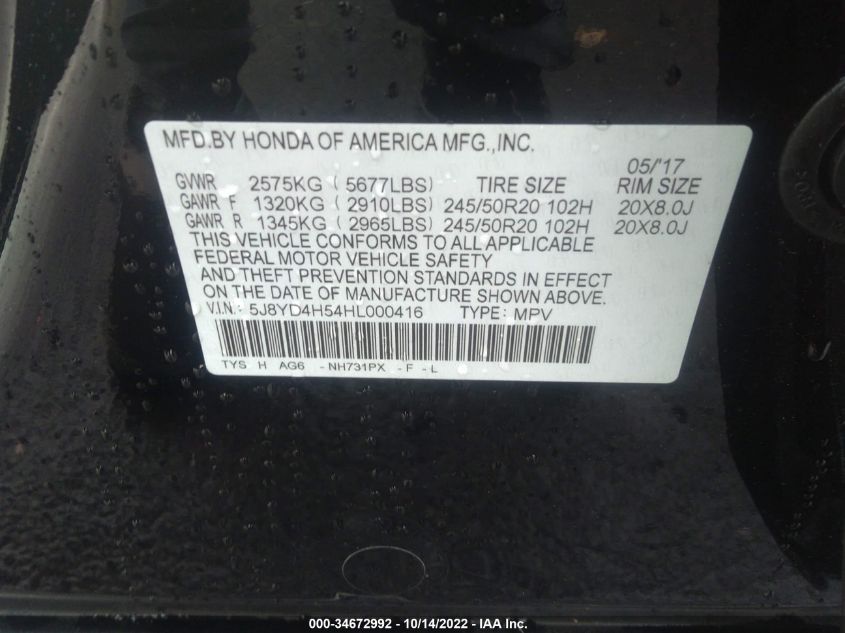 MFD.BY HONDA OF AMERICA MFG.,INC.
05/'17
GVWR 2575KG ( 5677LBS) TIRE SIZE RIM SIZE
GAWR F 1320KG ( 2910LBS) 245/50R20 102H 20X8.0J
GAWR R 1345KG ( 2965LBS) 245/50R20 102H 20X8.0J
THIS VEHICLE CONFORMS TO ALL APPLICABLE
FEDERAL MOTOR VEHICLE SAFETY
AND THEFT PREVENTION STANDARDS IN EFFECT
ON THE DATE OF MANUFACTURE SHOWN ABOVE.
V.I.N.: 5J8YD4H54HL000416 TYPE: MPV
TYS H AG6 - NH731PX - F - L
000-34672992 - 10/14/2022 - IAA Inc.